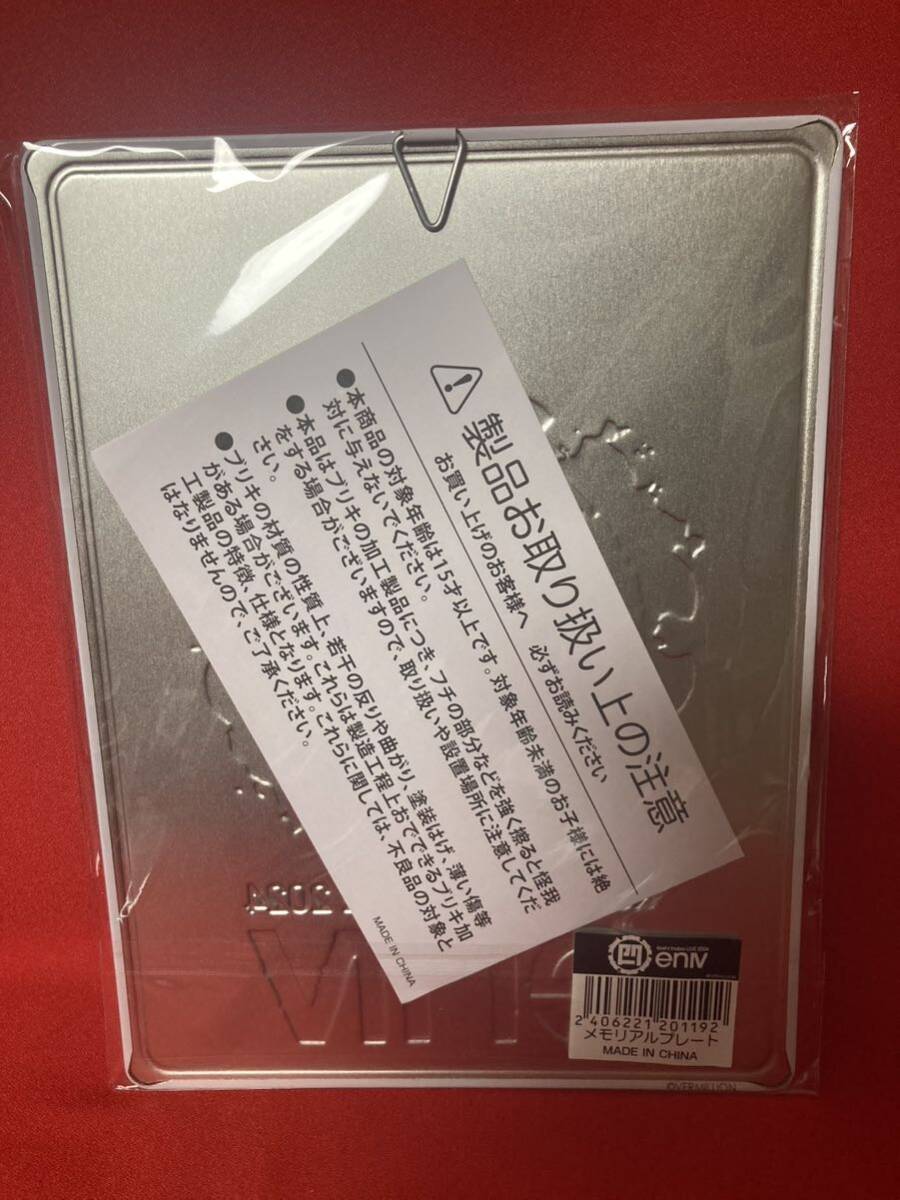 製品お取り扱い上の注意
お買い上げのお客様へ 必ずお読みください
●本商品の対象年齢は15才以上です。対象年齢未満のお子様には絶
対に与えないでください。
●本品はブリキの加工製品につき、フチの部分などを強く擦ると怪我
をする場合がございますので、取り扱いや設置場所に注意してくだ
さい。
●ブリキの材質の性質上、若干の反りや曲がり、塗装はげ、薄い傷等
がある場合がございます。これらは製造工程上おでできるブリキ加
工製品の特徴、仕様となります。これらに関しては、不良品の対象と
はなりませんので、ご了承ください。
MADE IN CHINA
2024
eniv
2 406221 201192
メモリアルプレート
MADE IN CHINA
©VERMILLION